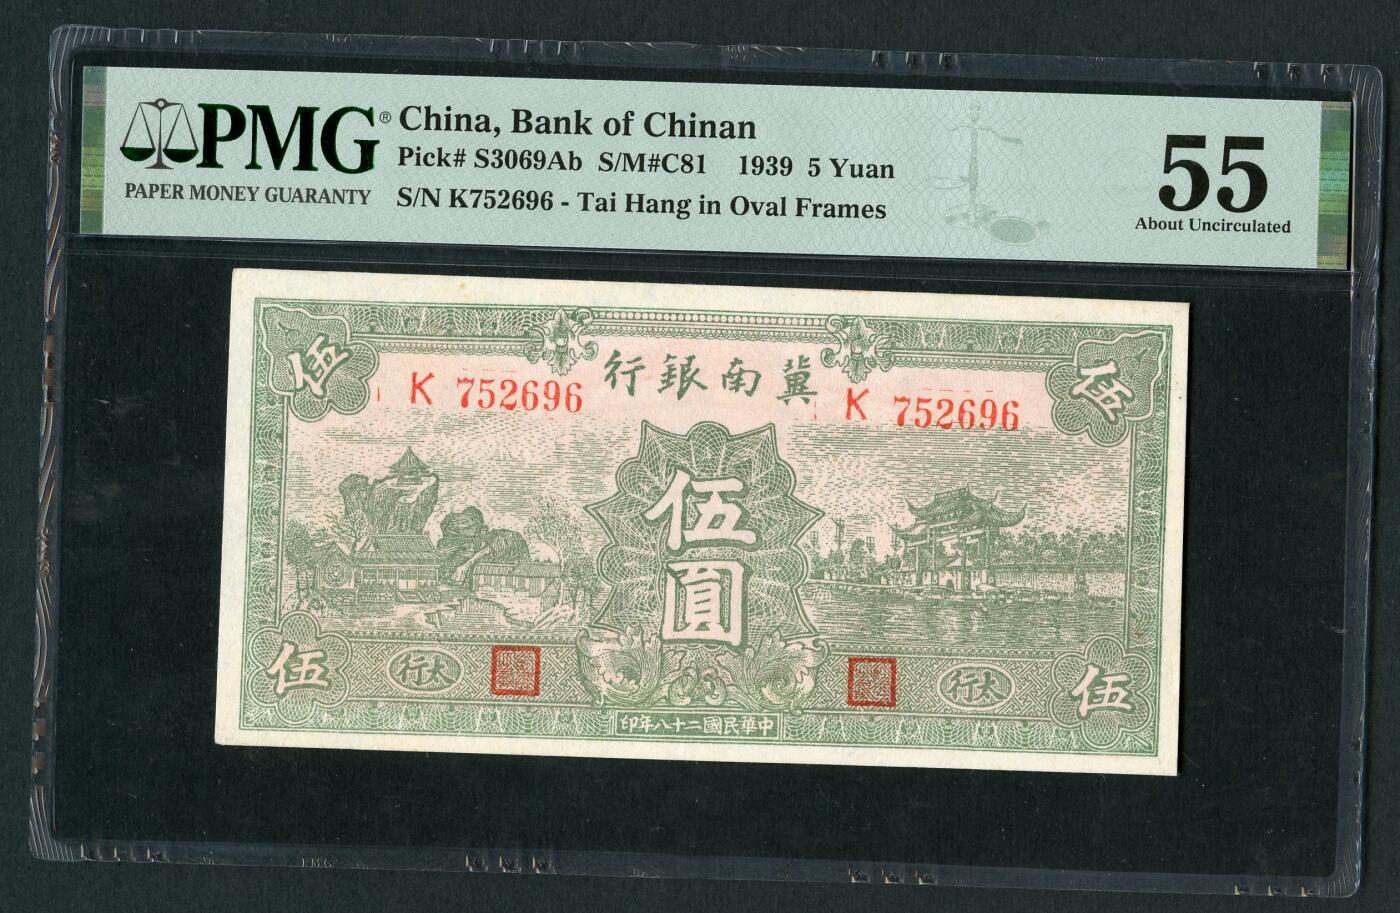 PMG®
PAPER MONEY GUARANTY
China, Bank of Chinan
Pick# S3069Ab S/M#C81 1939 5 Yuan
S/N K752696 - Tai Hang in Oval Frames
55
About Uncirculated
伍
伍
行銀南冀
K 752696
K 752696
伍
圓
伍
行太
行太
伍
印年八十二國民華中